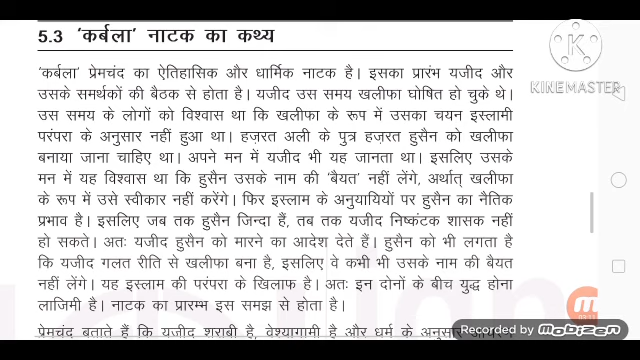 5.3 'कर्बला' नाटक का कथ्य
KINEMASTER
'कर्बला' प्रेमचंद का ऐतिहासिक और धार्मिक नाटक है। इसका प्रारंभ यजीद और
उसके समर्थकों की बैठक से होता है। यजीद उस समय खलीफा घोषित हो चुके थे।
उस समय के लोगों को विश्वास था कि खलीफा के रूप में उसका चयन इस्लामी
परंपरा के अनुसार नहीं हुआ था। हज़रत अली के पुत्र हज़रत हुसैन को खलीफा
बनाया जाना चाहिए था। अपने मन में यजीद भी यह जानता था। इसलिए उसके
मन में यह विश्वास था कि हुसैन उसके नाम की 'बैयत' नहीं लेंगे, अर्थात् खलीफा
के रूप में उसे स्वीकार नहीं करेंगे। फिर इस्लाम के अनुयायियों पर हुसैन का नैतिक
प्रभाव है। इसलिए जब तक हुसैन जिन्दा हैं, तब तक यजीद निष्कंटक शासक नहीं
हो सकते। अतः यजीद हुसैन को मारने का आदेश देते हैं। हुसैन को भी लगता है
कि यजीद गलत रीति से खलीफा बना है, इसलिए वे कभी भी उसके नाम की बैयत
नहीं लेंगे। यह इस्लाम की परंपरा के खिलाफ है। अतः इन दोनों के बीच युद्ध होना
लाजिमी है। नाटक का प्रारम्भ इस समझ से होता है।
प्रेमचंद बताते हैं कि यजीद शराबी है, वेश्यागामी है और धर्म के अनुसार
Recorded by mobizen